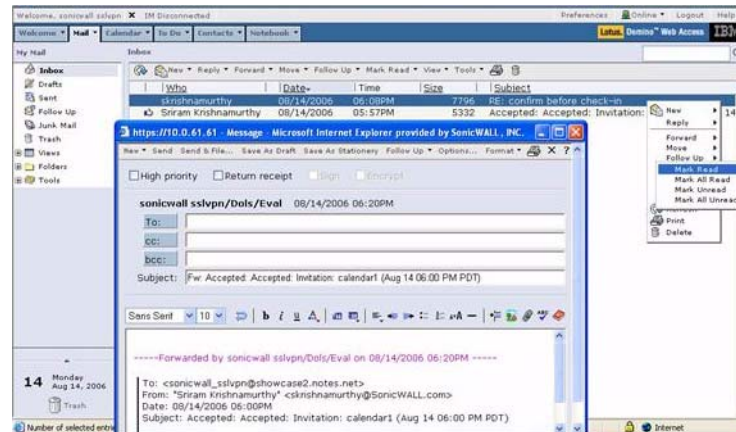 Welcome, sonicwall sslvpn X IM Disconnected
Preferences Online Logout Help
Welcome Mail Calendar To Do Contacts Notebook
Lotus. Domino Web Access IBM
My Mail
Inbox
Inbox
Drafts
Sent
Follow Up
Junk Mail
Trash
Views
Folders
Tools
New Reply Forward Move Follow Up Mark Read View Tools
Who Date Time Size Subject
skrishnamurthy 08/14/2006 06:08PM 7796 RE: confirm before check-in
Sriram Krishnamurthy 08/14/2006 05:57PM 5332 Accepted: Accepted: Invitation: 14
New
Reply
Forward
Move
Follow Up
Mark Read
Mark All Read
Mark Unread
Mark All Unread
Print
Delete
https://10.0.61.61 - Message - Microsoft Internet Explorer provided by SonicWALL, INC.
New Send Send & File... Save As Draft Save As Stationery Follow Up Options... Format X ?
High priority Return receipt Sign Encrypt
sonicwall sslvpn/Dols/Eval 08/14/2006 06:20PM
To:
cc:
bcc:
Subject: Fw: Accepted: Accepted: Invitation: calendar1 (Aug 14 06:00 PM PDT)
Sans Serif 10 b i u A
-----Forwarded by sonicwall sslvpn/Dols/Eval on 08/14/2006 06:20PM -----
To: <sonicwall_sslvpn@showcase2.notes.net>
From: "Sriram Krishnamurthy" <skrishnamurthy@SonicWALL.com>
Date: 08/14/2006 06:00PM
Subject: Accepted: Accepted: Invitation: calendar1 (Aug 14 06:00 PM PDT)
14 Monday
Aug 14, 2006
Trash
Number of selected entrie
Internet